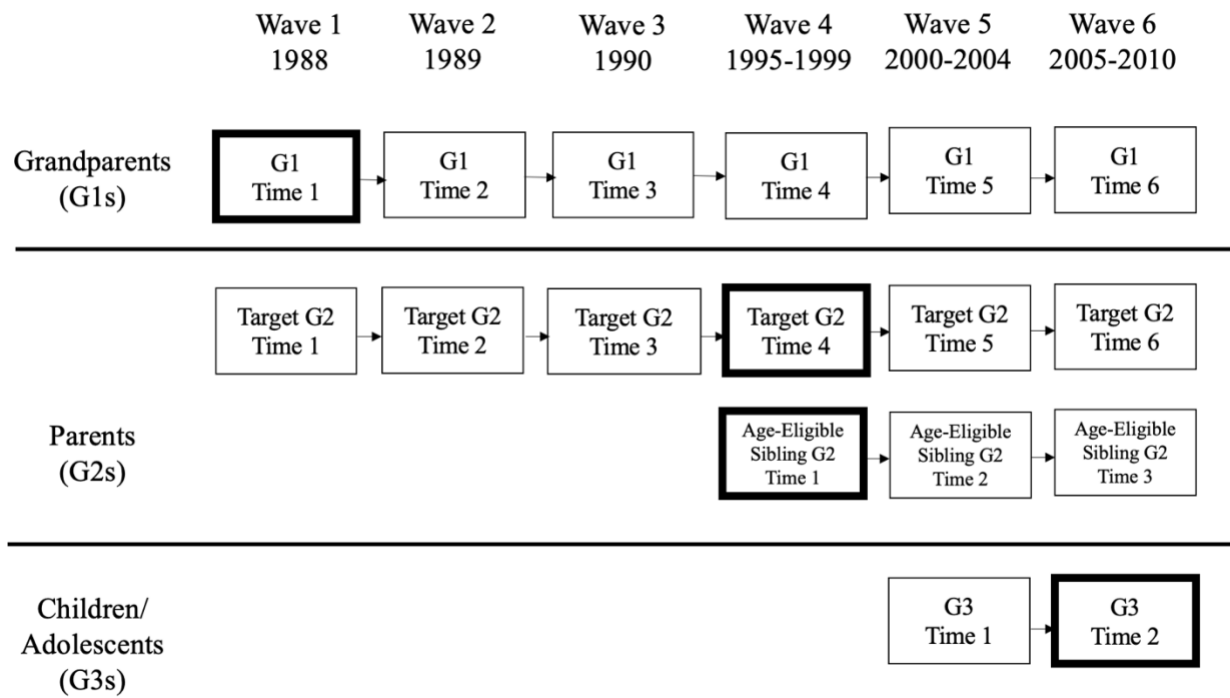 Wave 1
1988
Wave 2
1989
Wave 3
1990
Wave 4
1995-1999
Wave 5
2000-2004
Wave 6
2005-2010
Grandparents
(G1s)
G1
Time 1
G1
Time 2
G1
Time 3
G1
Time 4
G1
Time 5
G1
Time 6
Parents
(G2s)
Target G2
Time 1
Target G2
Time 2
Target G2
Time 3
Target G2
Time 4
Target G2
Time 5
Target G2
Time 6
Age-Eligible
Sibling G2
Time 1
Age-Eligible
Sibling G2
Time 2
Age-Eligible
Sibling G2
Time 3
Children/
Adolescents
(G3s)
G3
Time 1
G3
Time 2